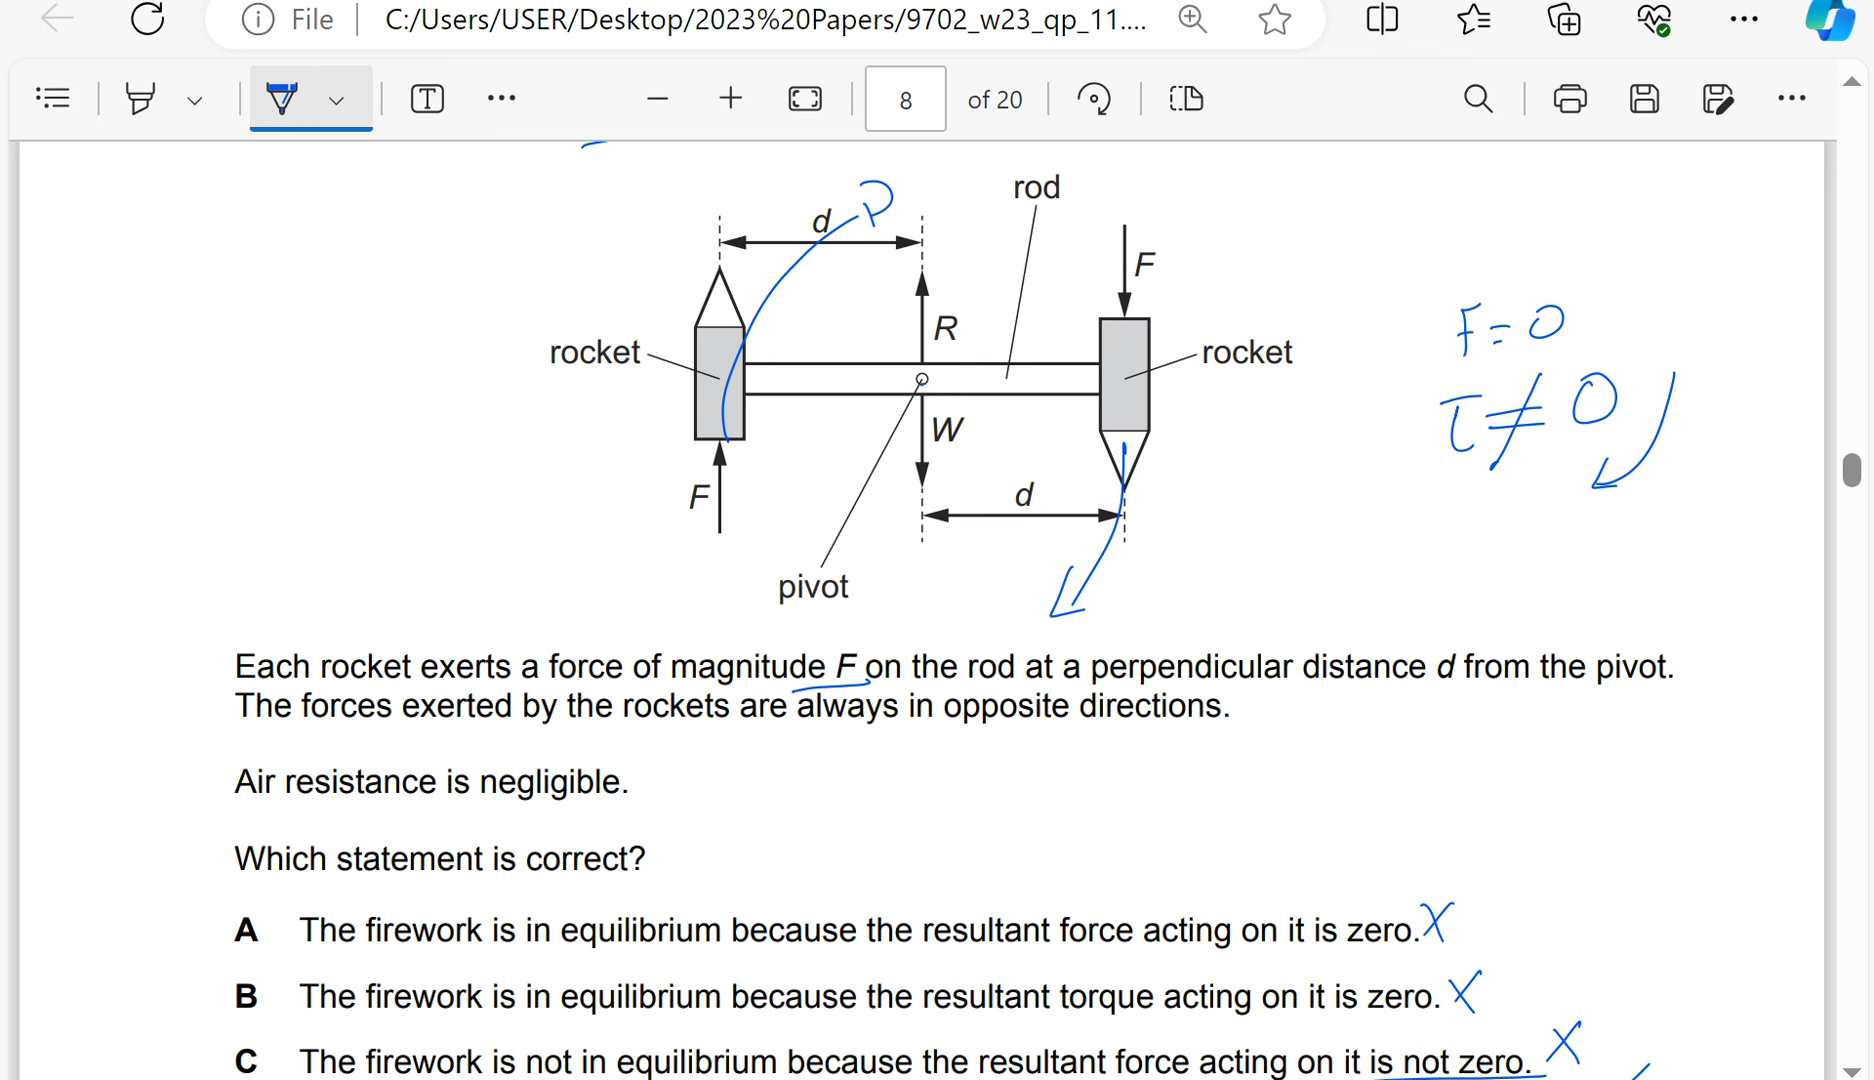 File
C:/Users/USER/Desktop/2023%20Papers/9702_w23_qp_11....
8 of 20
rod
d
P
F
R
F = 0
rocket
rocket
τ ≠ 0
W
F
d
pivot
Each rocket exerts a force of magnitude F on the rod at a perpendicular distance d from the pivot.
The forces exerted by the rockets are always in opposite directions.
Air resistance is negligible.
Which statement is correct?
A The firework is in equilibrium because the resultant force acting on it is zero. X
B The firework is in equilibrium because the resultant torque acting on it is zero. X
C The firework is not in equilibrium because the resultant force acting on it is not zero. X